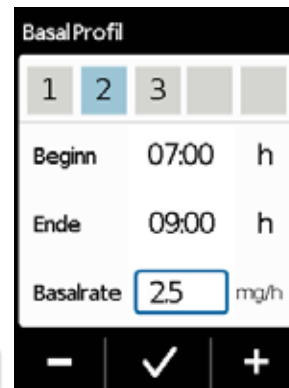 Basal Profil
1 2 3
Beginn 07:00 h
Ende 09:00 h
Basalrate 2.5 mg/h
− ✓ +